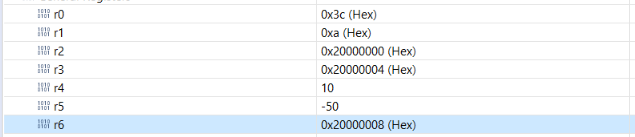 r0 0x3c (Hex)
r1 0xa (Hex)
r2 0x20000000 (Hex)
r3 0x20000004 (Hex)
r4 10
r5 -50
r6 0x20000008 (Hex)